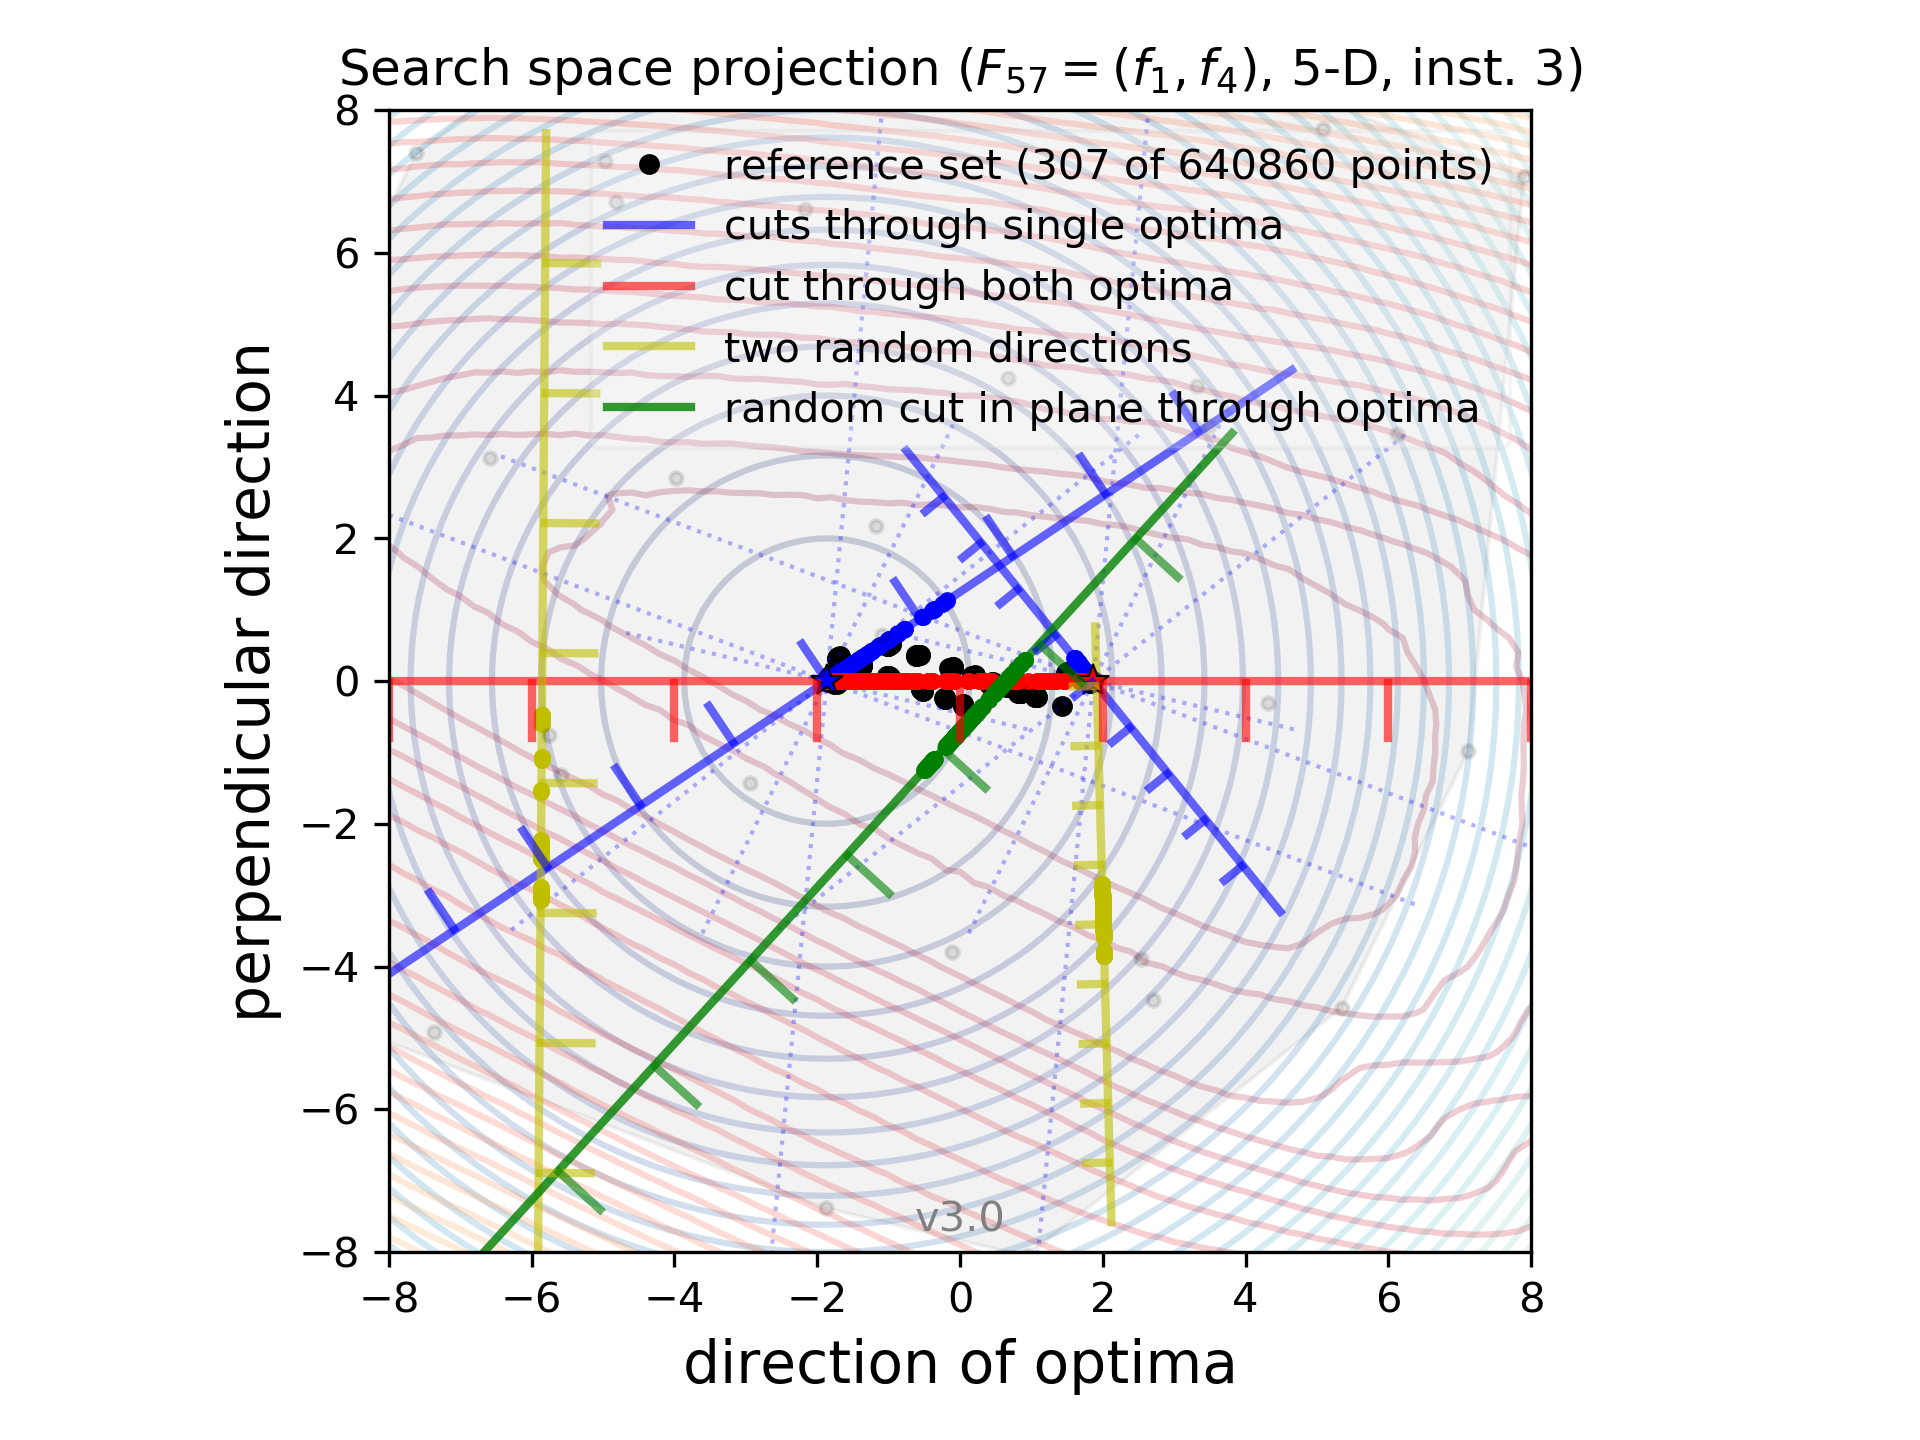 Search space projection (F57 = (f1, f4), 5-D, inst. 3)
8
6
4
2
0
−2
−4
−6
−8
perpendicular direction
reference set (307 of 640860 points)
cuts through single optima
cut through both optima
two random directions
random cut in plane through optima
v3.0
−8 −6 −4 −2 0 2 4 6 8
direction of optima